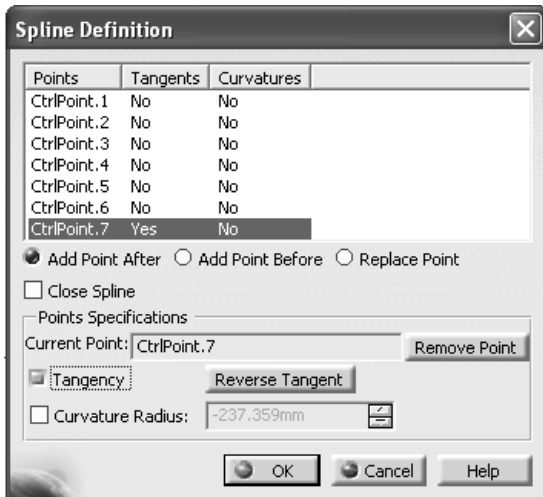 Spline Definition
Points Tangents Curvatures
CtrlPoint.1 No No
CtrlPoint.2 No No
CtrlPoint.3 No No
CtrlPoint.4 No No
CtrlPoint.5 No No
CtrlPoint.6 No No
CtrlPoint.7 Yes No
Add Point After Add Point Before Replace Point
Close Spline
Points Specifications
Current Point: CtrlPoint.7 Remove Point
Tangency Reverse Tangent
Curvature Radius: -237.359mm
OK Cancel Help